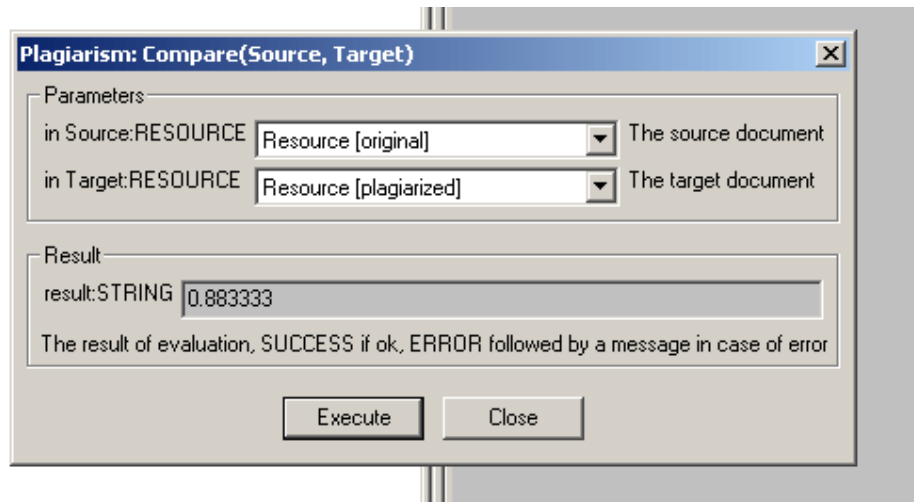 Plagiarism: Compare(Source, Target)
Parameters
in Source:RESOURCE Resource [original] The source document
in Target:RESOURCE Resource [plagiarized] The target document
Result
result:STRING 0.883333
The result of evaluation, SUCCESS if ok, ERROR followed by a message in case of error
Execute Close